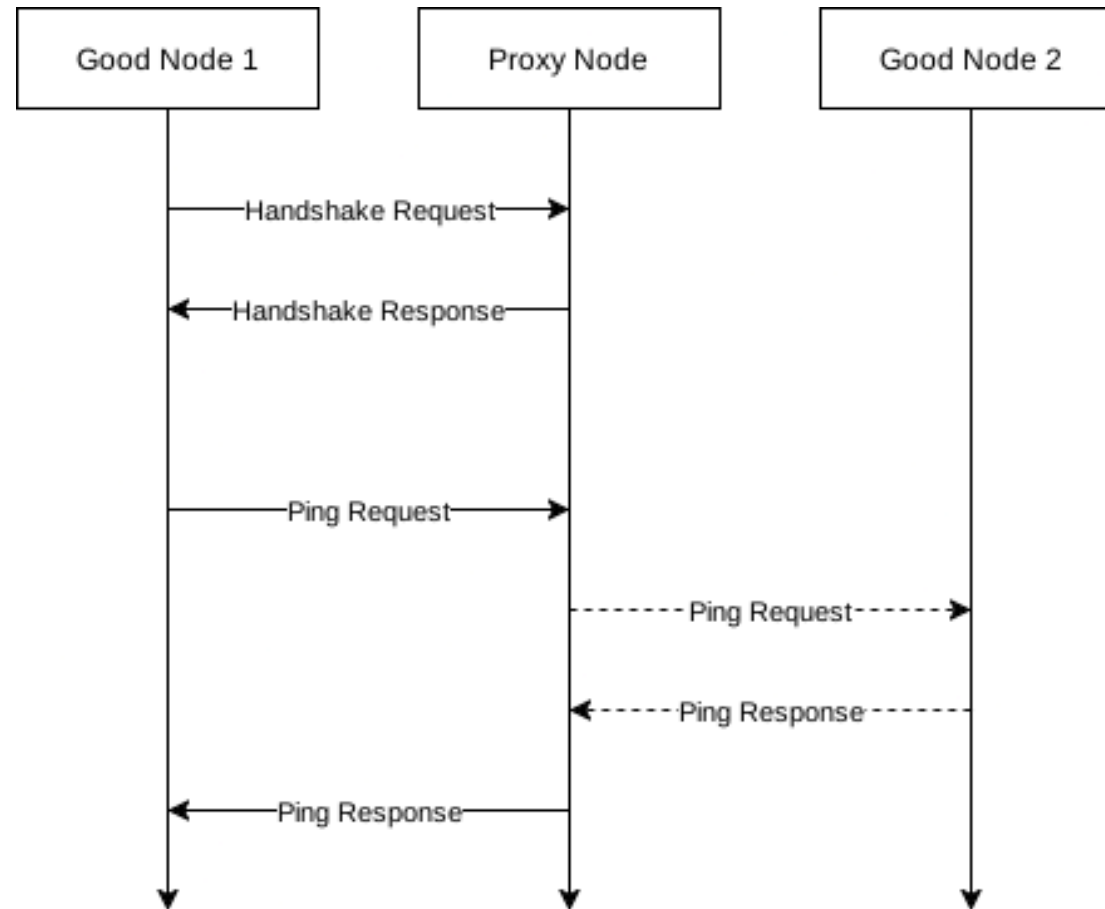 Good Node 1
Proxy Node
Good Node 2
Handshake Request
Handshake Response
Ping Request
Ping Request
Ping Response
Ping Response